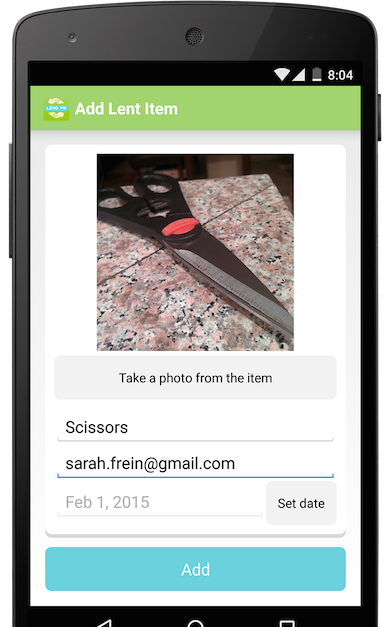 8:04
LEND ME
Add Lent Item
Take a photo from the item
Scissors
sarah.frein@gmail.com
Feb 1, 2015
Set date
Add